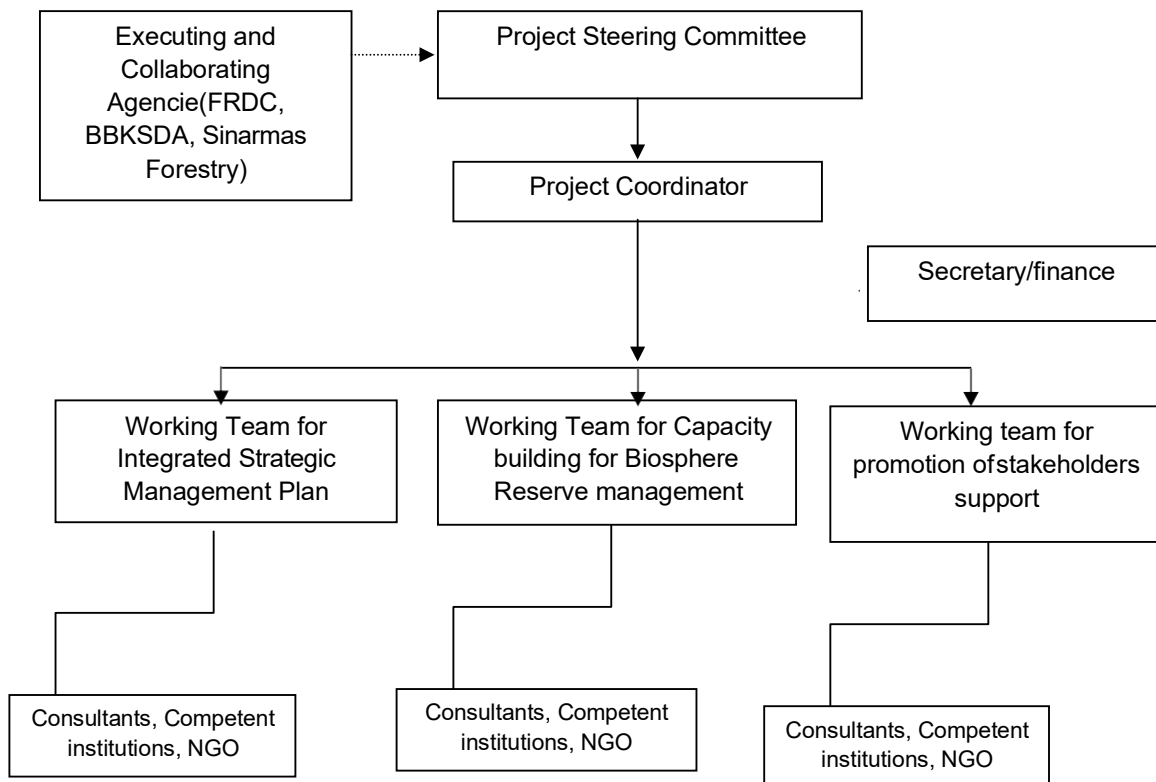 Executing and
Collaborating
Agencie(FRDC,
BBKSDA, Sinarmas
Forestry)
Project Steering Committee
Project Coordinator
Secretary/finance
Working Team for
Integrated Strategic
Management Plan
Working Team for Capacity
building for Biosphere
Reserve management
Working team for
promotion ofstakeholders
support
Consultants, Competent
institutions, NGO
Consultants, Competent
institutions, NGO
Consultants, Competent
institutions, NGO